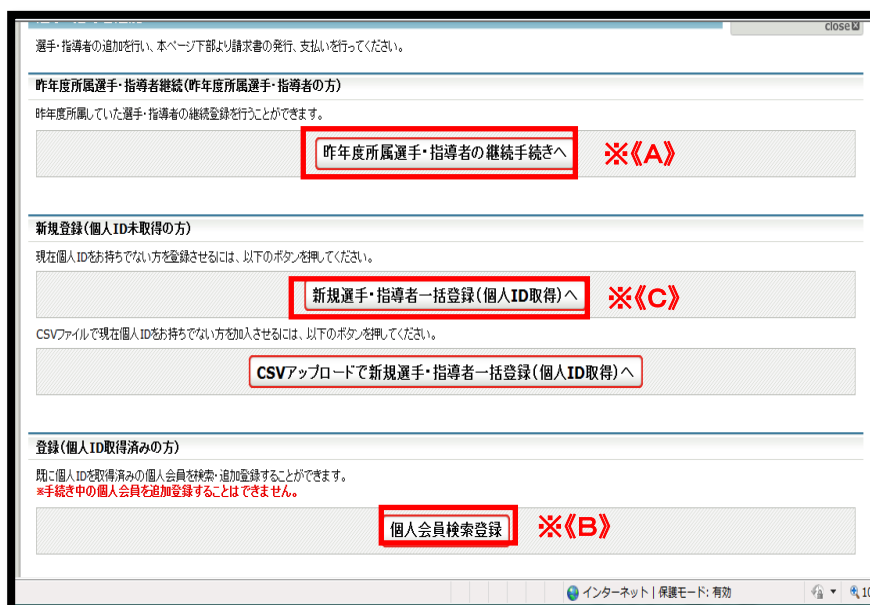 close
選手・指導者の追加を行い、本ページ下部より請求書の発行、支払いを行ってください。
昨年度所属選手・指導者継続(昨年度所属選手・指導者の方)
昨年度所属していた選手・指導者の継続登録を行うことができます。
昨年度所属選手・指導者の継続手続きへ ※《A》
新規登録(個人ID未取得の方)
現在個人IDをお持ちでない方を登録させるには、以下のボタンを押してください。
新規選手・指導者一括登録(個人ID取得)へ ※《C》
CSVファイルで現在個人IDをお持ちでない方を加入させるには、以下のボタンを押してください。
CSVアップロードで新規選手・指導者一括登録(個人ID取得)へ
登録(個人ID取得済みの方)
既に個人IDを取得済みの個人会員を検索・追加登録することができます。
※手続き中の個人会員を追加登録することはできません。
個人会員検索登録 ※《B》
インターネット | 保護モード: 有効 10